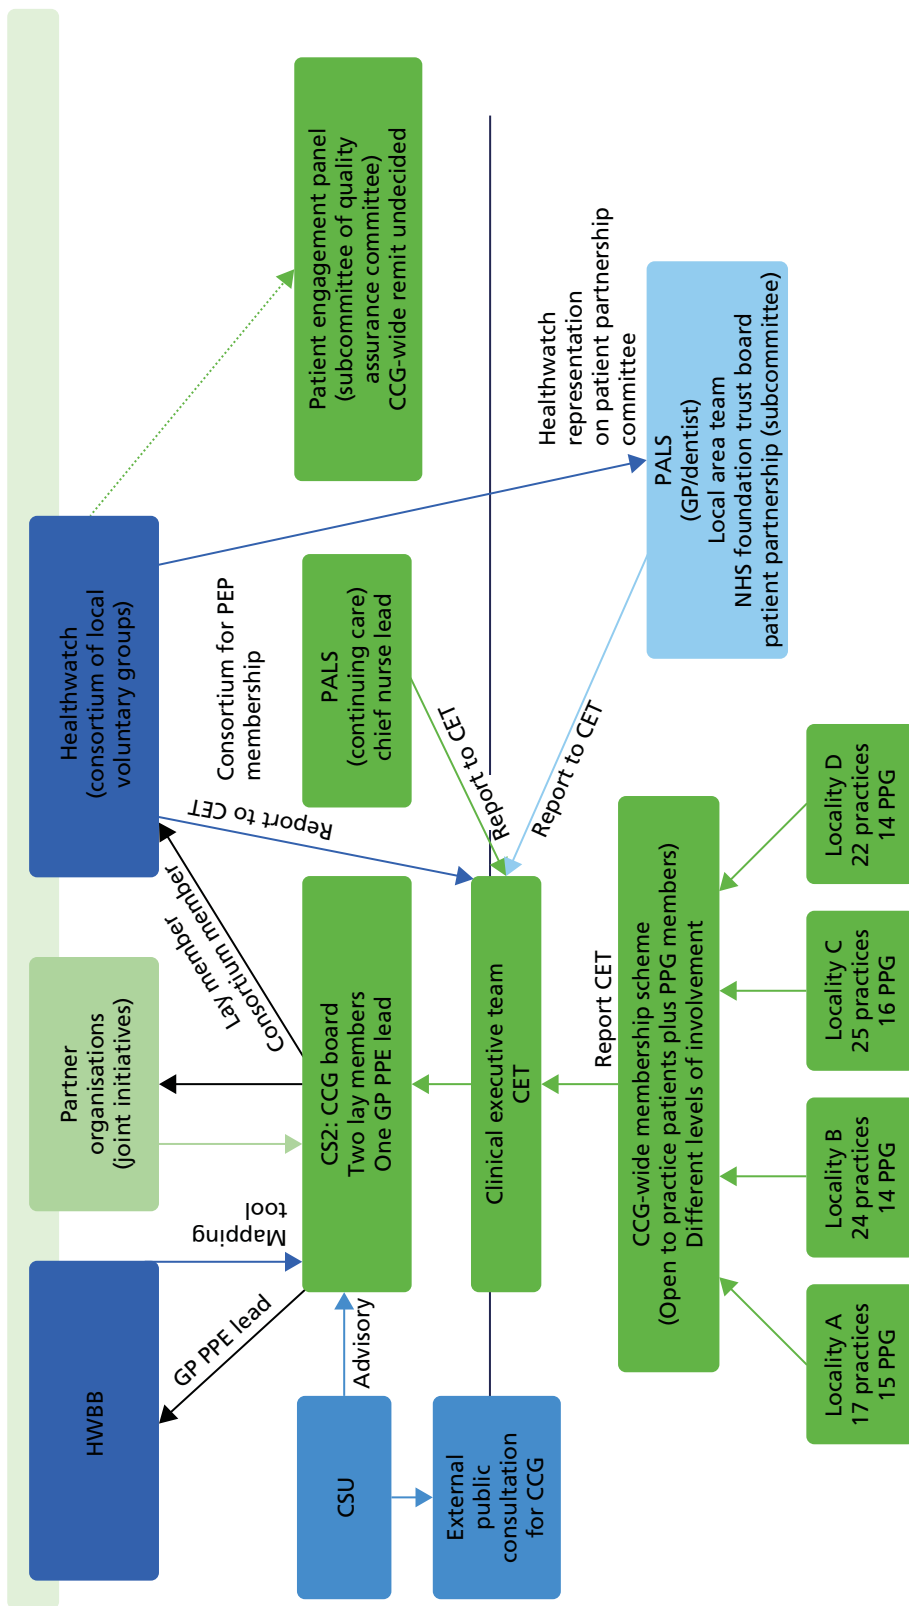 HWBB
Partner
organisations
(joint initiatives)
Healthwatch
(consortium of local
voluntary groups)
GP PPE lead
Mapping
tool
Lay member
Consortium member
Report to CET
Consortium for PEP
membership
CSU
Advisory
CS2: CCG board
Two lay members
One GP PPE lead
PALS
(continuing care)
chief nurse lead
Patient engagement panel
(subcommittee of quality
assurance committee)
CCG-wide remit undecided
External
public
consultation
for CCG
Clinical executive team
CET
Report to CET
Report to CET
Healthwatch
representation
on patient partnership
committee
Report CET
CCG-wide membership scheme
(Open to practice patients plus PPG members)
Different levels of involvement
PALS
(GP/dentist)
Local area team
NHS foundation trust board
patient partnership (subcommittee)
Locality A
17 practices
15 PPG
Locality B
24 practices
14 PPG
Locality C
25 practices
16 PPG
Locality D
22 practices
14 PPG